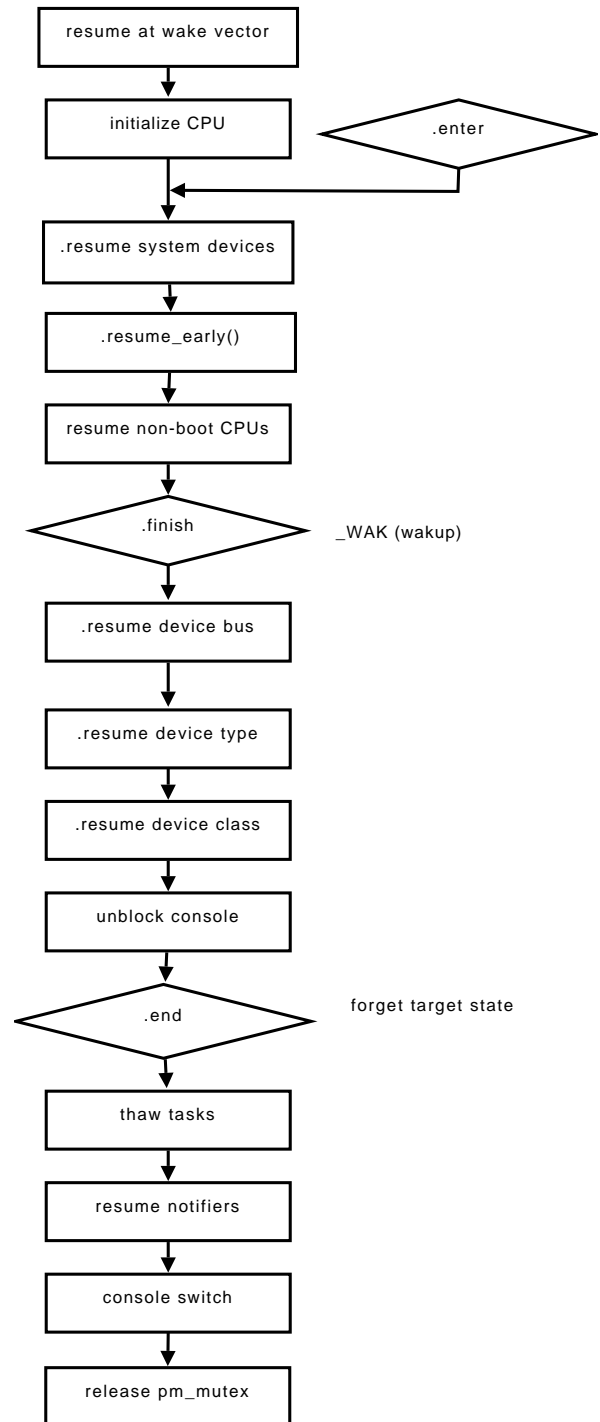 resume at wake vector
initialize CPU
.enter
.resume system devices
.resume_early()
resume non-boot CPUs
.finish
_WAK (wakup)
.resume device bus
.resume device type
.resume device class
unblock console
.end
forget target state
thaw tasks
resume notifiers
console switch
release pm_mutex